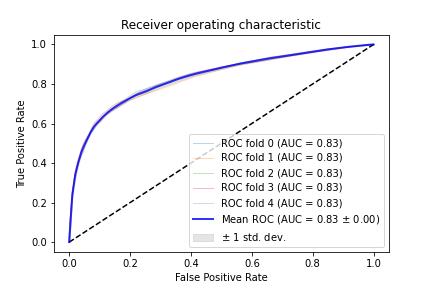 Receiver operating characteristic
True Positive Rate
1.0
0.8
0.6
0.4
0.2
0.0
ROC fold 0 (AUC = 0.83)
ROC fold 1 (AUC = 0.83)
ROC fold 2 (AUC = 0.83)
ROC fold 3 (AUC = 0.83)
ROC fold 4 (AUC = 0.83)
Mean ROC (AUC = 0.83 ± 0.00)
± 1 std. dev.
0.0 0.2 0.4 0.6 0.8 1.0
False Positive Rate